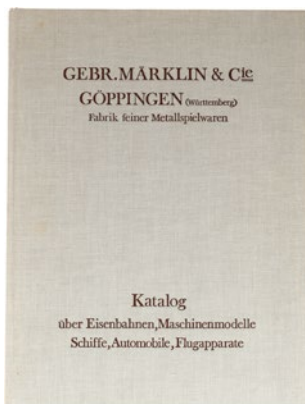 GEBR. MÄRKLIN & Cie
GÖPPINGEN (Württemberg)
Fabrik feiner Metallspielwaren
Katalog
über Eisenbahnen, Maschinenmodelle
Schiffe, Automobile, Flugapparate